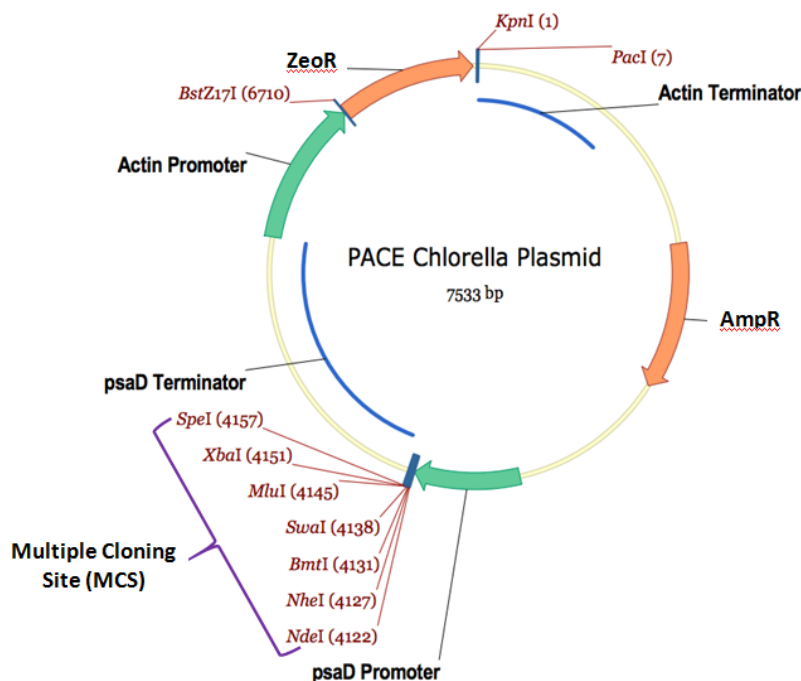 KpnI (1)
PacI (7)
ZeoR
BstZ17I (6710)
Actin Terminator
Actin Promoter
PACE Chlorella Plasmid
7533 bp
AmpR
psaD Terminator
SpeI (4157)
XbaI (4151)
MluI (4145)
SwaI (4138)
Multiple Cloning
Site (MCS)
BmtI (4131)
NheI (4127)
NdeI (4122)
psaD Promoter